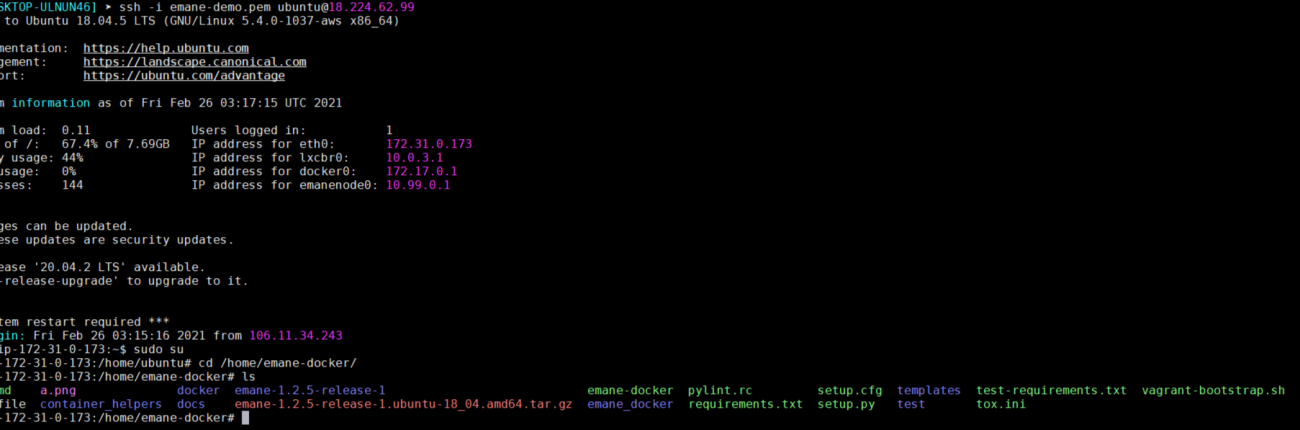 SKTOP-ULNUN46] ➤ ssh -i emane-demo.pem ubuntu@18.224.62.99
to Ubuntu 18.04.5 LTS (GNU/Linux 5.4.0-1037-aws x86_64)
mentation:  https://help.ubuntu.com
gement:     https://landscape.canonical.com
ort:        https://ubuntu.com/advantage
m information as of Fri Feb 26 03:17:15 UTC 2021
m load:  0.11               Users logged in:           1
 of /:   67.4% of 7.69GB   IP address for eth0:       172.31.0.173
y usage: 44%               IP address for lxcbr0:     10.0.3.1
usage:   0%                IP address for docker0:    172.17.0.1
sses:    144               IP address for emanenode0: 10.99.0.1
ges can be updated.
ese updates are security updates.
ease '20.04.2 LTS' available.
-release-upgrade' to upgrade to it.
tem restart required ***
gin: Fri Feb 26 03:15:16 2021 from 106.11.34.243
ip-172-31-0-173:~$ sudo su
-172-31-0-173:/home/ubuntu# cd /home/emane-docker/
-172-31-0-173:/home/emane-docker# ls
md    a.png              docker  emane-1.2.5-release-1                             emane-docker  pylint.rc         setup.cfg  templates  test-requirements.txt  vagrant-bootstrap.sh
file  container_helpers  docs    emane-1.2.5-release-1.ubuntu-18_04.amd64.tar.gz  emane_docker  requirements.txt  setup.py   test       tox.ini
-172-31-0-173:/home/emane-docker#